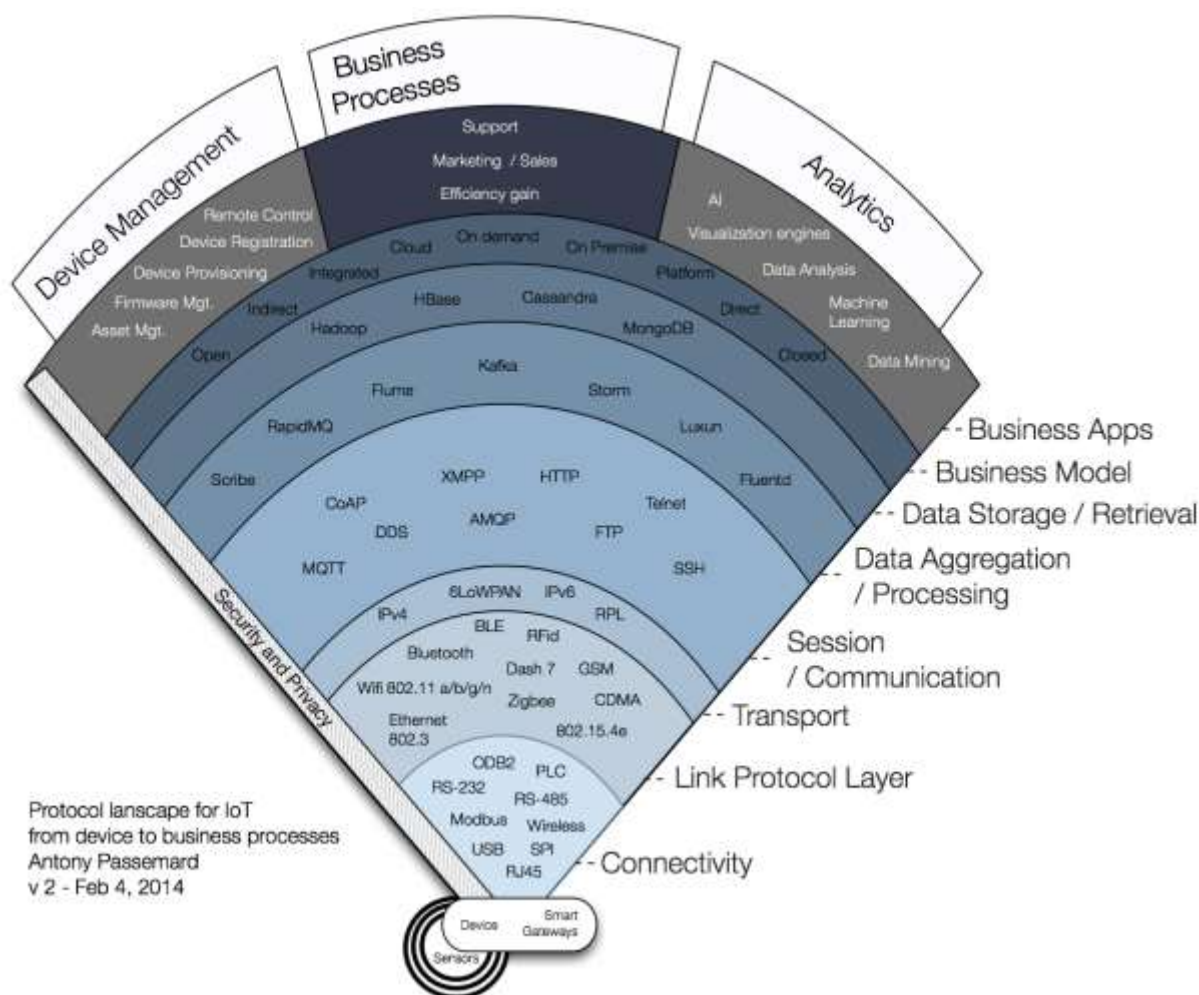 Business
Processes
Device Management
Analytics
Support
Marketing / Sales
Efficiency gain
Remote Control
Device Registration
Device Provisioning
Firmware Mgt.
Asset Mgt.
AI
Visualization engines
Data Analysis
Machine
Learning
Data Mining
Open
Indirect
Integrated
Cloud
On demand
On Premise
Platform
Direct
Closed
Hadoop
HBase
Cassandra
MongoDB
Scribe
RapidMQ
Flume
Kafka
Storm
Luxun
Fluentd
XMPP
HTTP
CoAP
Telnet
DDS
AMQP
FTP
MQTT
SSH
IPv4
6LoWPAN
IPv6
RPL
BLE
RFid
Bluetooth
Dash 7
GSM
Wifi 802.11 a/b/g/n
Zigbee
CDMA
Ethernet
802.3
802.15.4e
ODB2
PLC
RS-232
RS-485
Modbus
Wireless
USB
SPI
RJ45
Security and Privacy
Business Apps
Business Model
Data Storage / Retrieval
Data Aggregation
/ Processing
Session
/ Communication
Transport
Link Protocol Layer
Connectivity
Protocol lanscape for IoT
from device to business processes
Antony Passemard
v 2 - Feb 4, 2014
Device
Smart
Gateways
Sensors